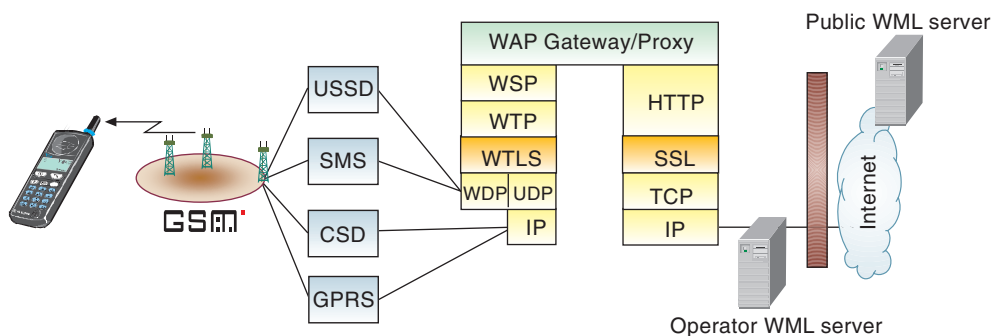 Public WML server
WAP Gateway/Proxy
USSD
WSP
HTTP
WTP
SMS
WTLS
SSL
WDP
UDP
TCP
GSM
CSD
IP
IP
Internet
GPRS
Operator WML server